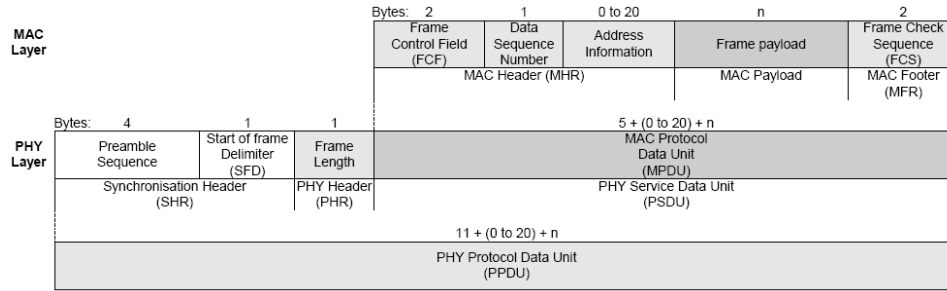 Bytes: 2 1 0 to 20 n 2
MAC Layer
Frame Control Field (FCF)
Data Sequence Number
Address Information
Frame payload
Frame Check Sequence (FCS)
MAC Header (MHR)
MAC Payload
MAC Footer (MFR)
Bytes: 4 1 1 5 + (0 to 20) + n
PHY Layer
Preamble Sequence
Start of frame Delimiter (SFD)
Frame Length
MAC Protocol Data Unit (MPDU)
Synchronisation Header (SHR)
PHY Header (PHR)
PHY Service Data Unit (PSDU)
11 + (0 to 20) + n
PHY Protocol Data Unit (PPDU)